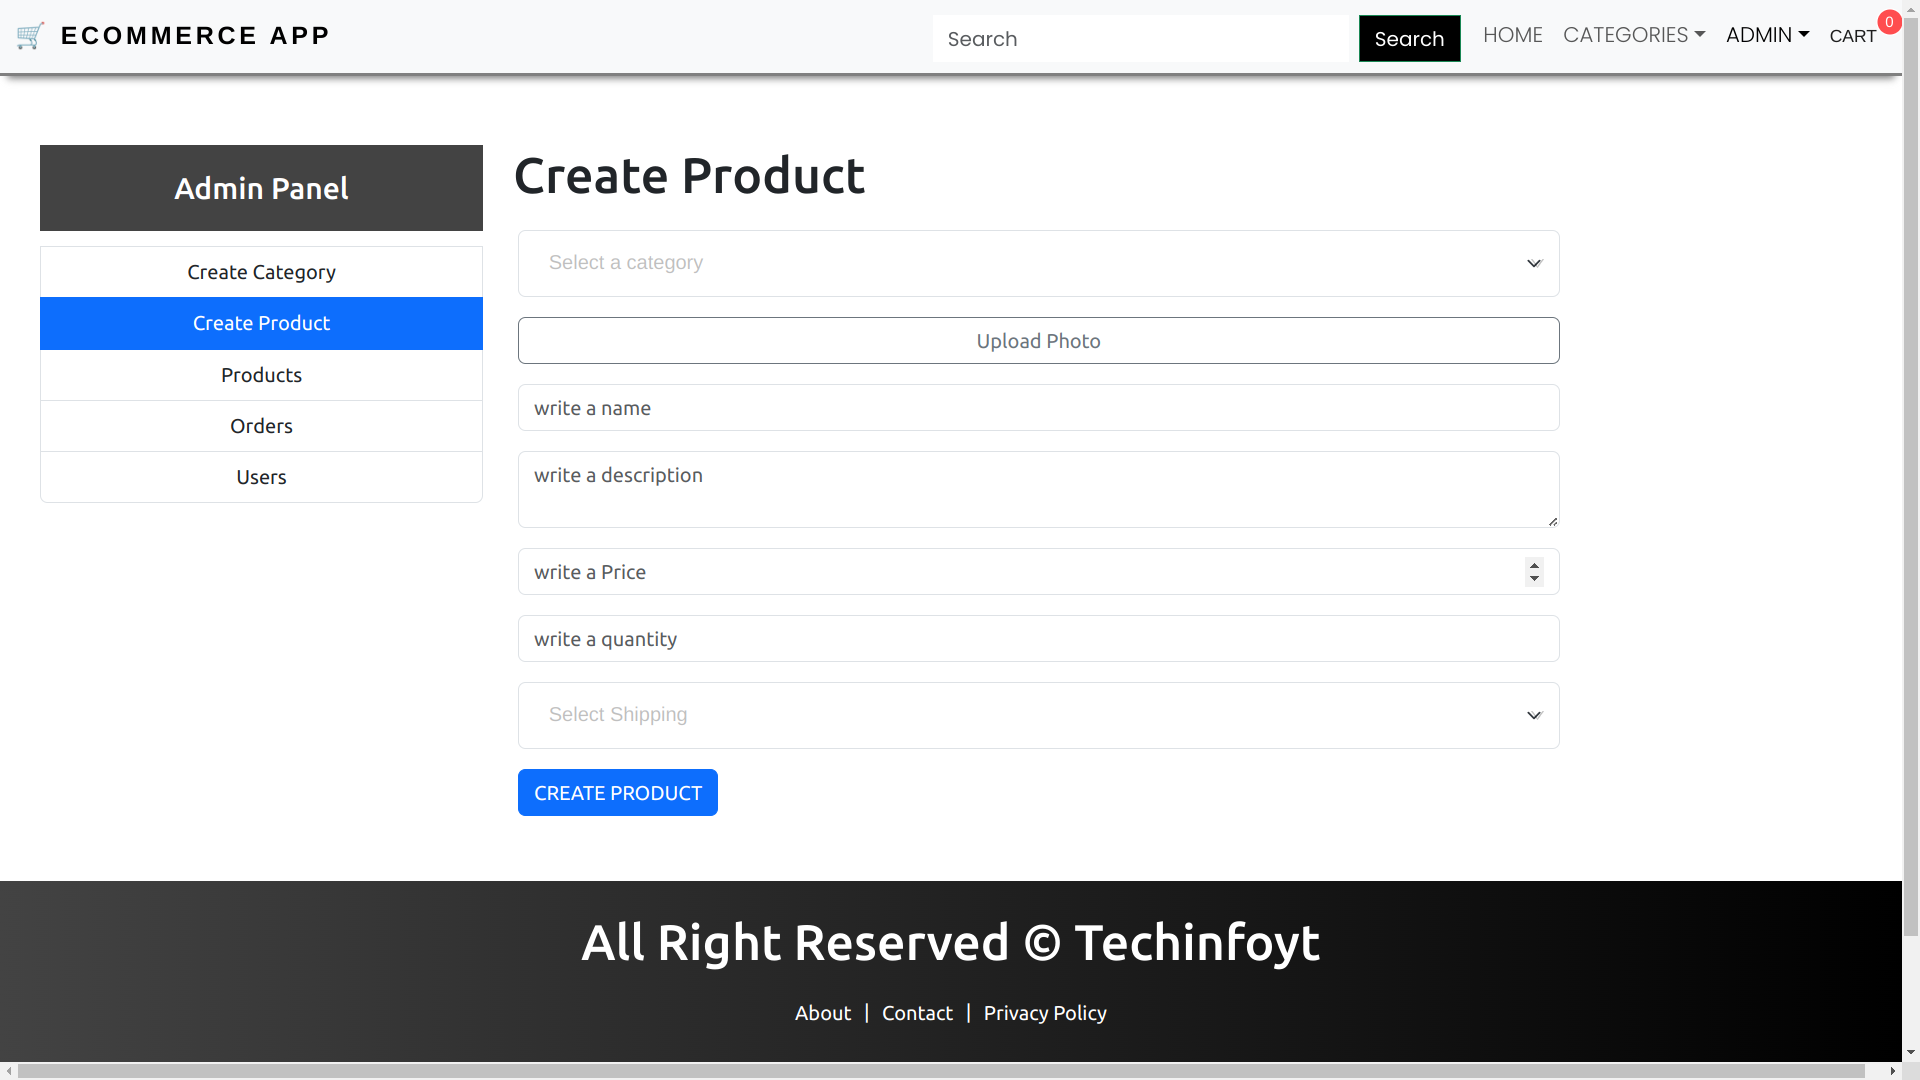 🛒 ECOMMERCE APP
Search
Search
HOME
CATEGORIES
ADMIN
CART
0
Admin Panel
Create Category
Create Product
Products
Orders
Users
Create Product
Select a category
Upload Photo
write a name
write a description
write a Price
write a quantity
Select Shipping
CREATE PRODUCT
All Right Reserved © Techinfoyt
About | Contact | Privacy Policy